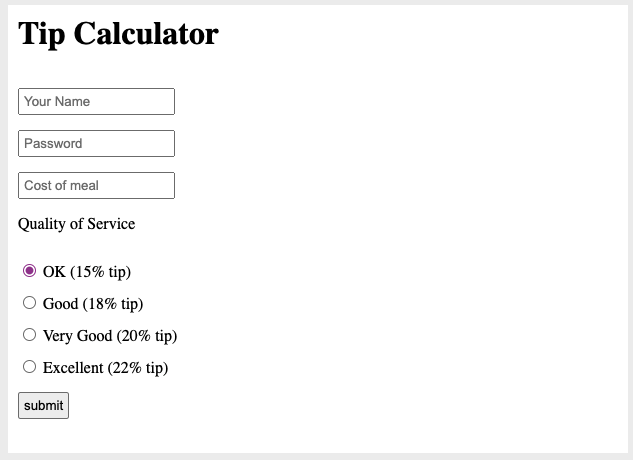 Tip Calculator
Your Name
Password
Cost of meal
Quality of Service
OK (15% tip)
Good (18% tip)
Very Good (20% tip)
Excellent (22% tip)
submit